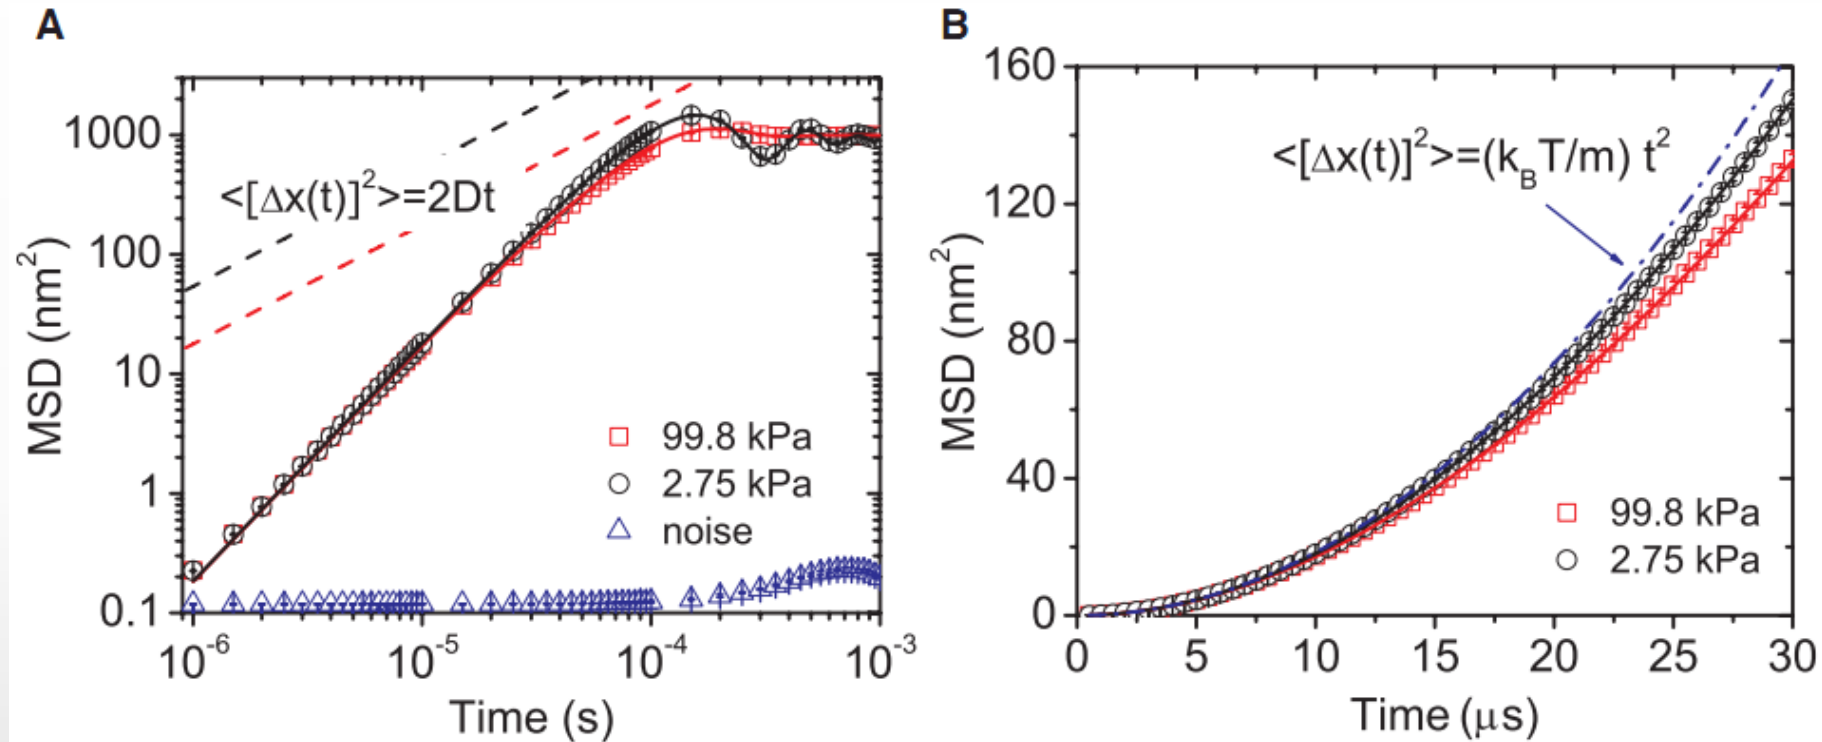 A
1000
100
10
1
0.1
10⁻⁶
10⁻⁵
10⁻⁴
10⁻³
MSD (nm²)
Time (s)
<[Δx(t)]²>=2Dt
99.8 kPa
2.75 kPa
noise
B
160
120
80
40
0
0
5
10
15
20
25
30
MSD (nm²)
Time (μs)
<[Δx(t)]²>=(k_BT/m) t²
99.8 kPa
2.75 kPa